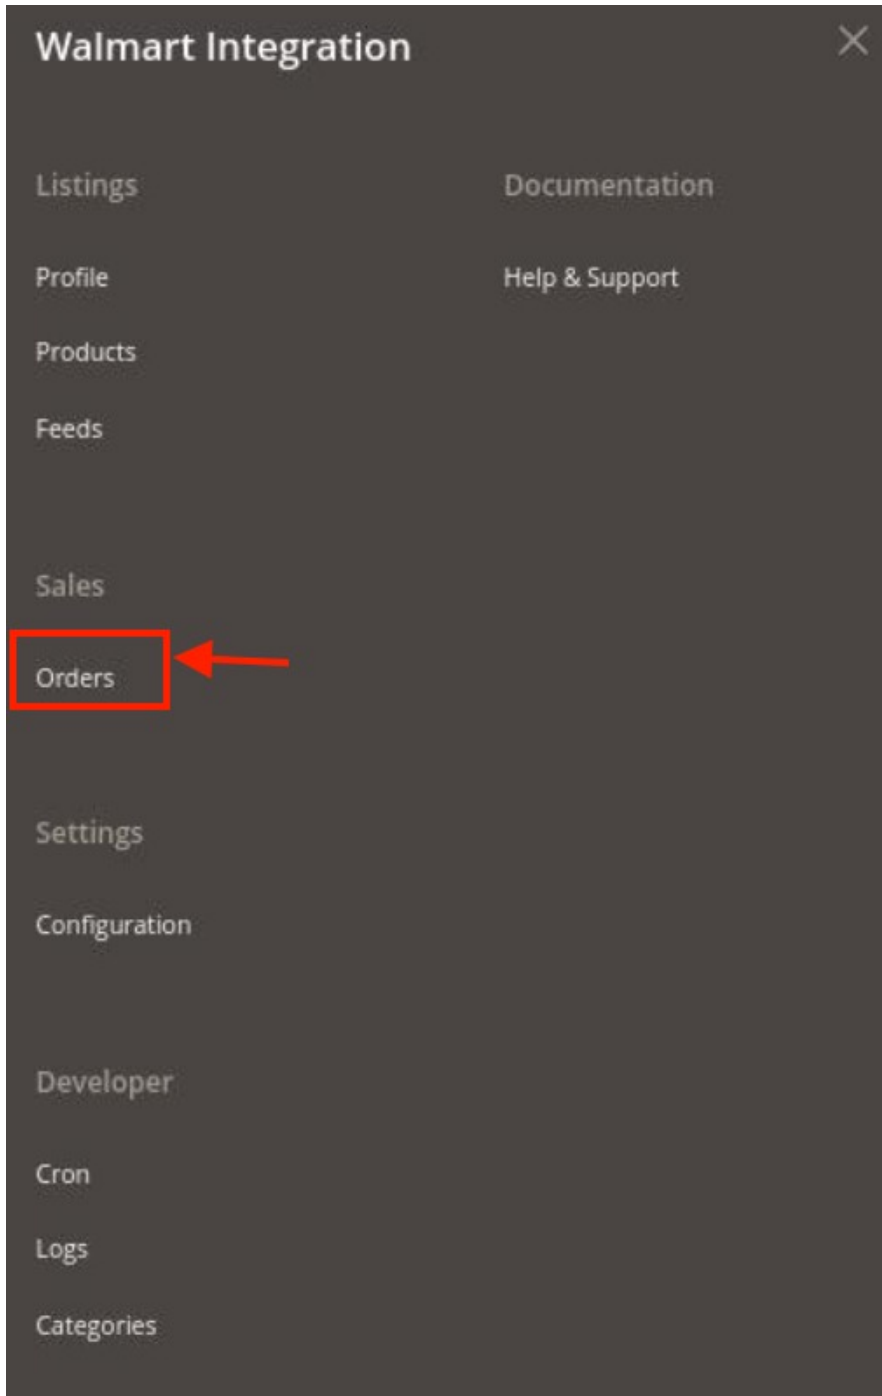 Walmart Integration
Listings
Profile
Products
Feeds
Sales
Orders
Settings
Configuration
Developer
Cron
Logs
Categories
Documentation
Help & Support